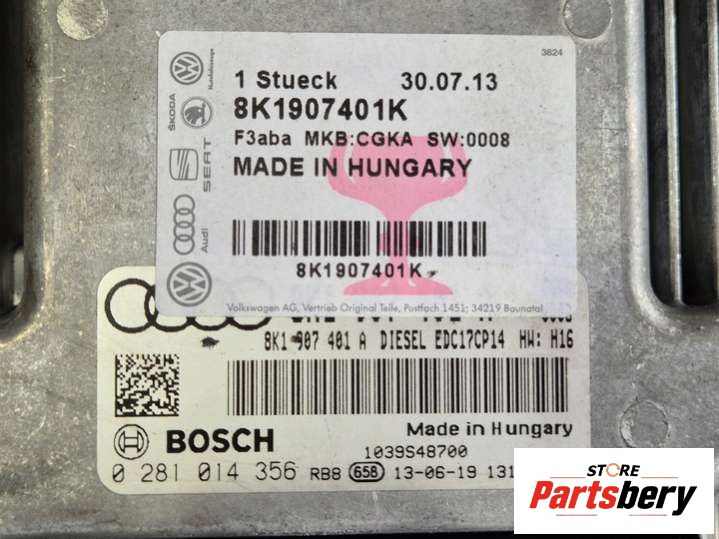 3824
1 Stueck 30.07.13
8K1907401K
F3aba MKB:CGKA SW:0008
MADE IN HUNGARY
8K1907401K
Nutzfahrzeuge
ŠKODA
SEAT
Audi
Volkswagen AG, Vertrieb Original Teile, Postfach 1451; 34219 Baunatal
8K1 907 401 A DIESEL EDC17CP14 HW: H16
Made in Hungary
BOSCH
1039S48700
0 281 014 356 RB8 658 13-06-19 131
STORE
Partsbery